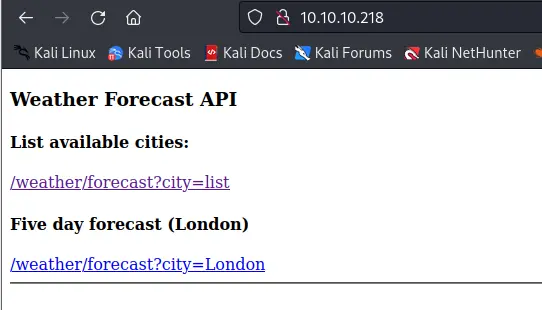 10.10.10.218
Kali Linux Kali Tools Kali Docs Kali Forums Kali NetHunter
Weather Forecast API
List available cities:
/weather/forecast?city=list
Five day forecast (London)
/weather/forecast?city=London